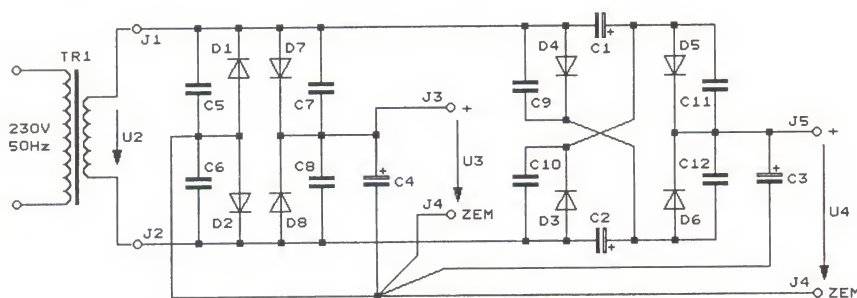 J1
D1
D7
D4
C1
D5
TR1
C5
C7
C9
C11
J3
+
J5
+
230V
50Hz
U2
C6
C8
C4
U3
C10
C12
C3
U4
J4
ZEM
D2
D8
D3
C2
D6
J2
J4
ZEM